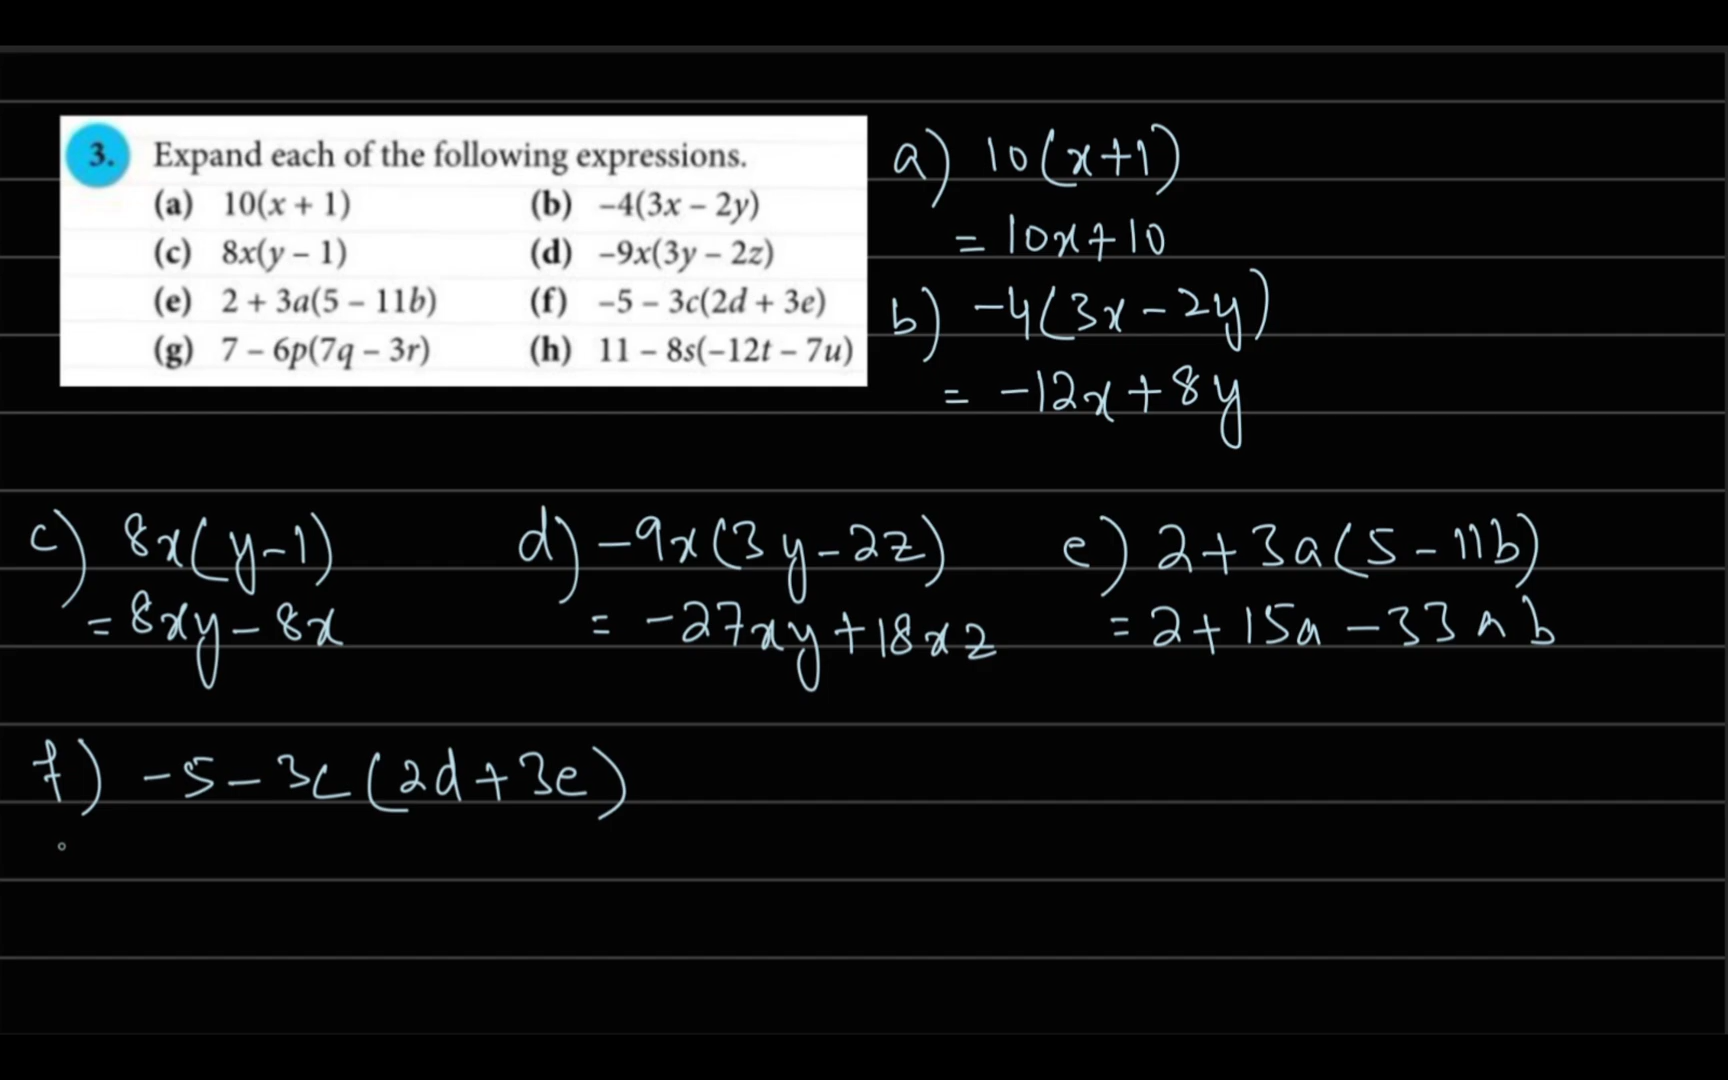 3. Expand each of the following expressions.
(a) 10(x + 1) (b) –4(3x – 2y)
(c) 8x(y – 1) (d) –9x(3y – 2z)
(e) 2 + 3a(5 – 11b) (f) –5 – 3c(2d + 3e)
(g) 7 – 6p(7q – 3r) (h) 11 – 8s(–12t – 7u)
a) 10(x+1)
= 10x+10
b) -4(3x-2y)
= -12x+8y
c) 8x(y-1)
= 8xy-8x
d) -9x(3y-2z)
= -27xy+18xz
e) 2+3a(5-11b)
= 2+15a-33ab
f) -5-3c(2d+3e)